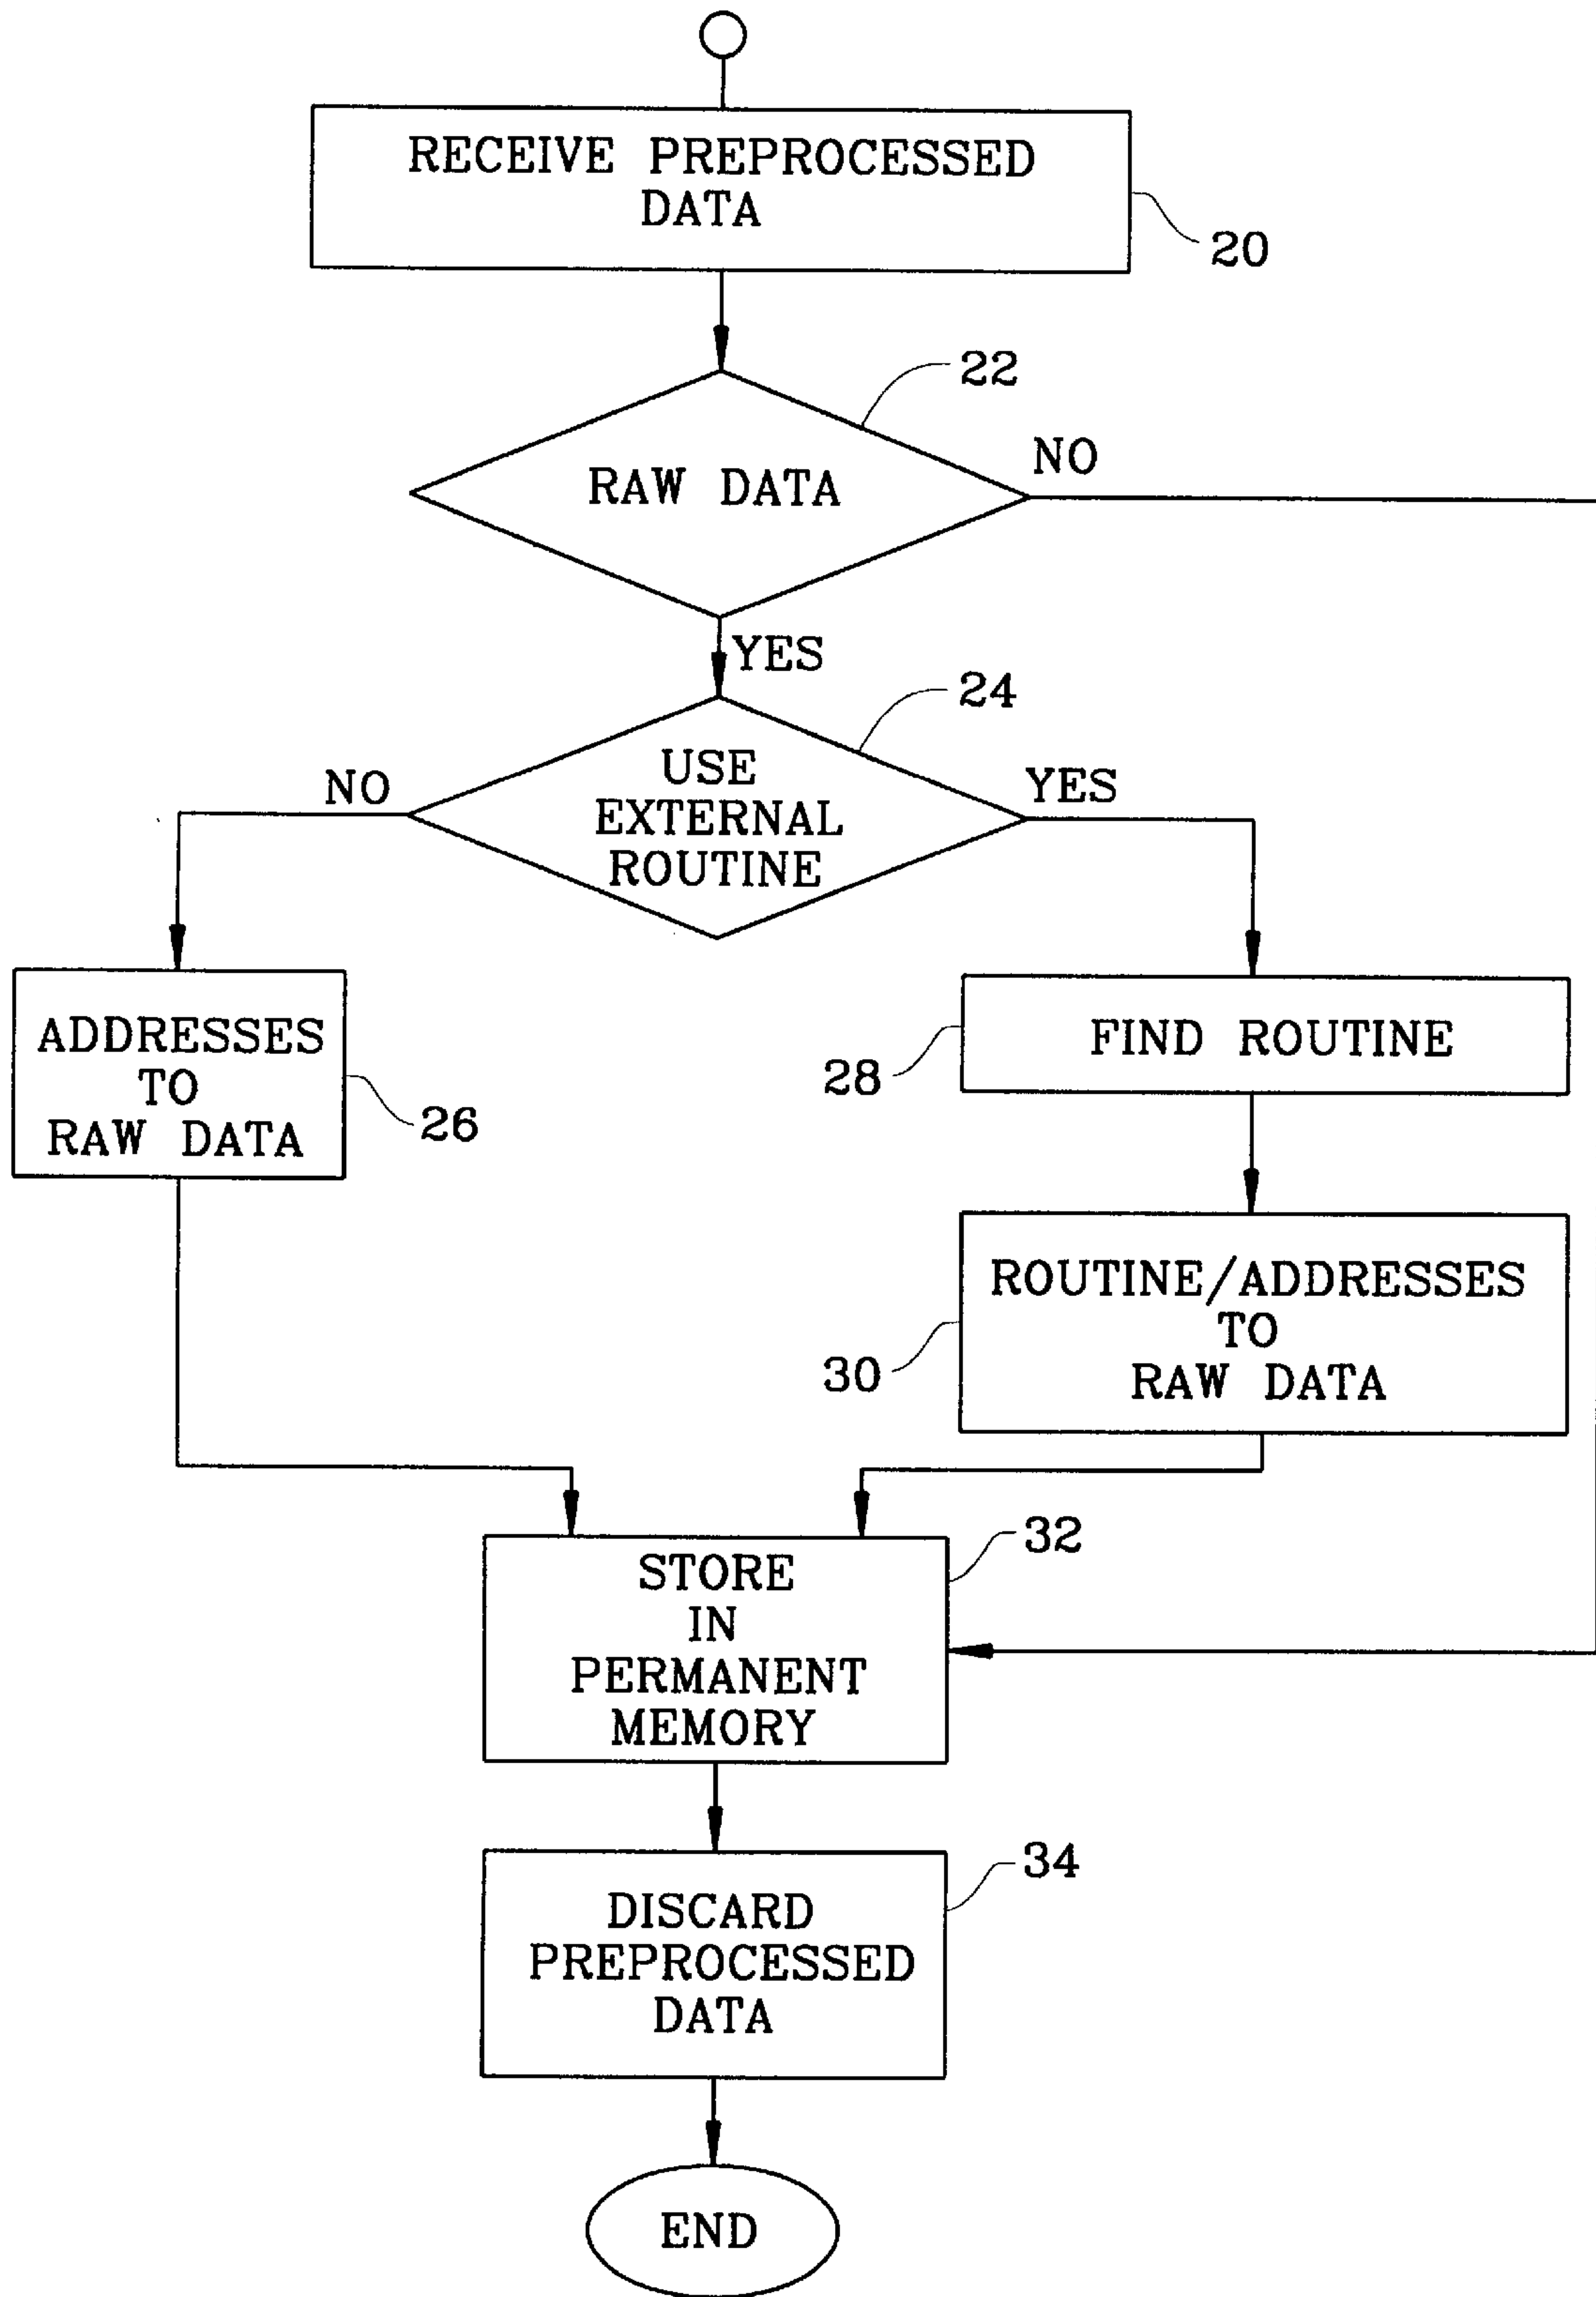 RECEIVE PREPROCESSED
DATA
20
22
RAW DATA
NO
YES
24
USE
EXTERNAL
ROUTINE
NO
YES
ADDRESSES
TO
RAW DATA
26
FIND ROUTINE
28
ROUTINE/ADDRESSES
TO
RAW DATA
30
STORE
IN
PERMANENT
MEMORY
32
DISCARD
PREPROCESSED
DATA
34
END